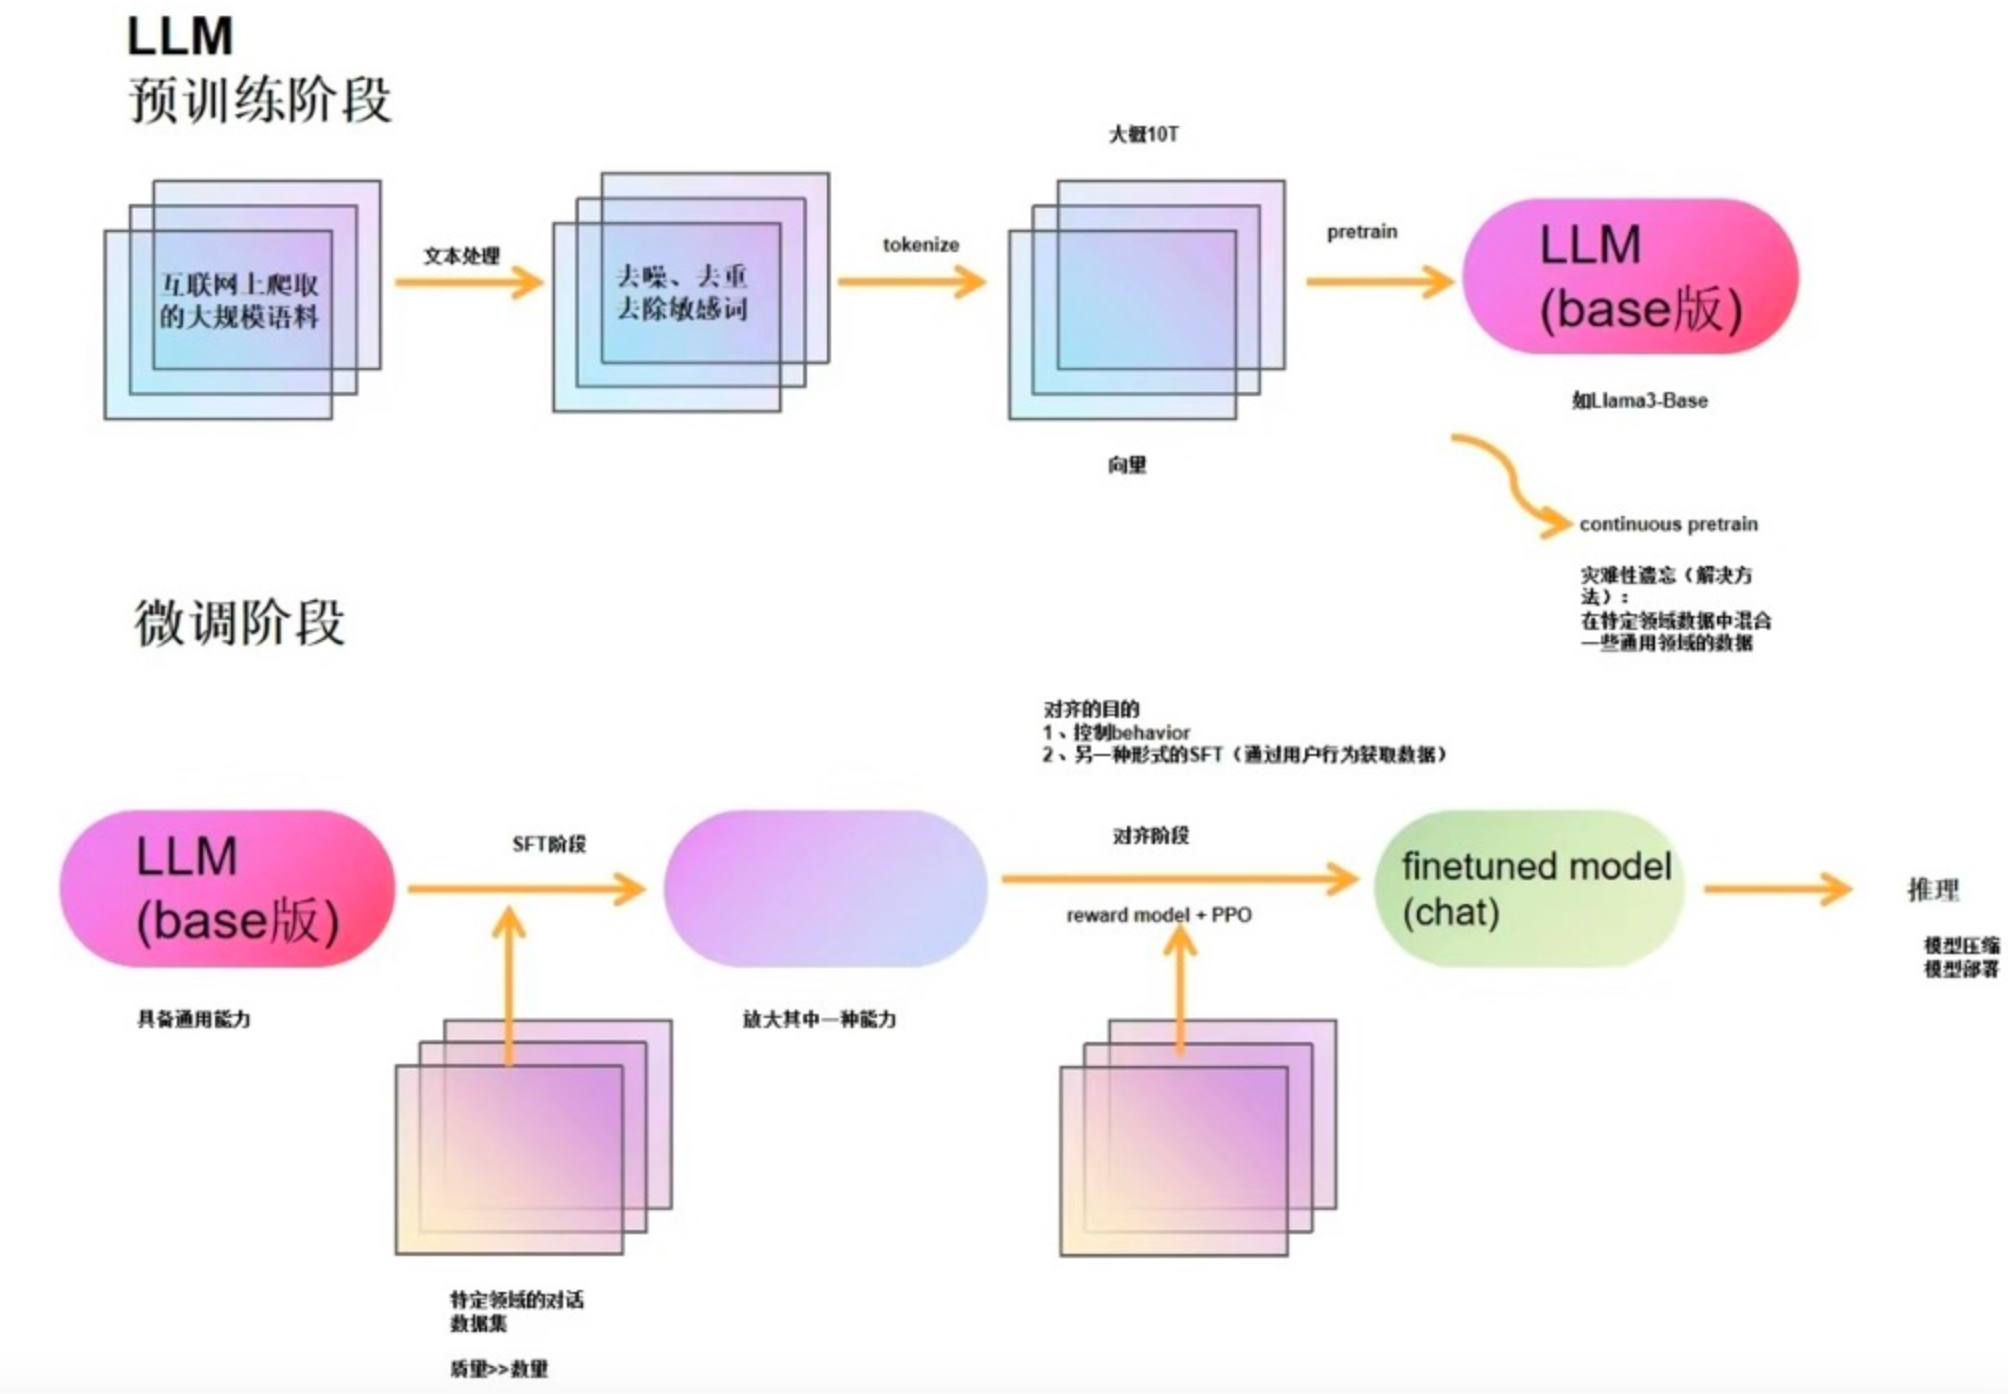 LLM
预训练阶段
大概10T
互联网上爬取
的大规模语料
文本处理
去噪、去重
去除敏感词
tokenize
向量
pretrain
LLM
(base版)
如Llama3-Base
continuous pretrain
灾难性遗忘（解决方
法）：
在特定领域数据中混合
一些通用领域的数据
微调阶段
对齐的目的
1、控制behavior
2、另一种形式的SFT（通过用户行为获取数据）
LLM
(base版)
具备通用能力
SFT阶段
特定领域的对话
数据集
质量>>数量
放大其中一种能力
对齐阶段
reward model + PPO
finetuned model
(chat)
推理
模型压缩
模型部署